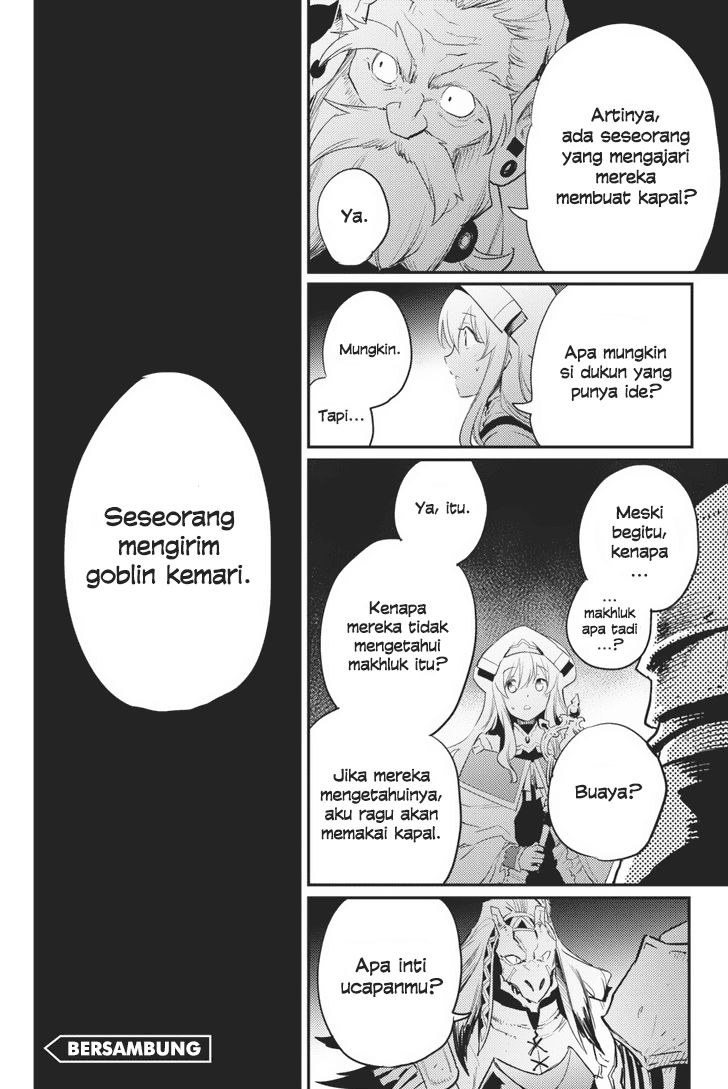 Artinya,
ada seseorang
yang mengajari
mereka
membuat kapal?
Ya.
Apa mungkin
si dukun yang
punya ide?
Mungkin.
Tapi...
Meski
begitu,
kenapa
...
...
makhluk
apa tadi
...?
Buaya?
Ya, itu.
Kenapa
mereka tidak
mengetahui
makhluk itu?
Jika mereka
mengetahuinya,
aku ragu akan
memakai kapal.
Apa inti
ucapanmu?
Seseorang
mengirim
goblin kemari.
BERSAMBUNG